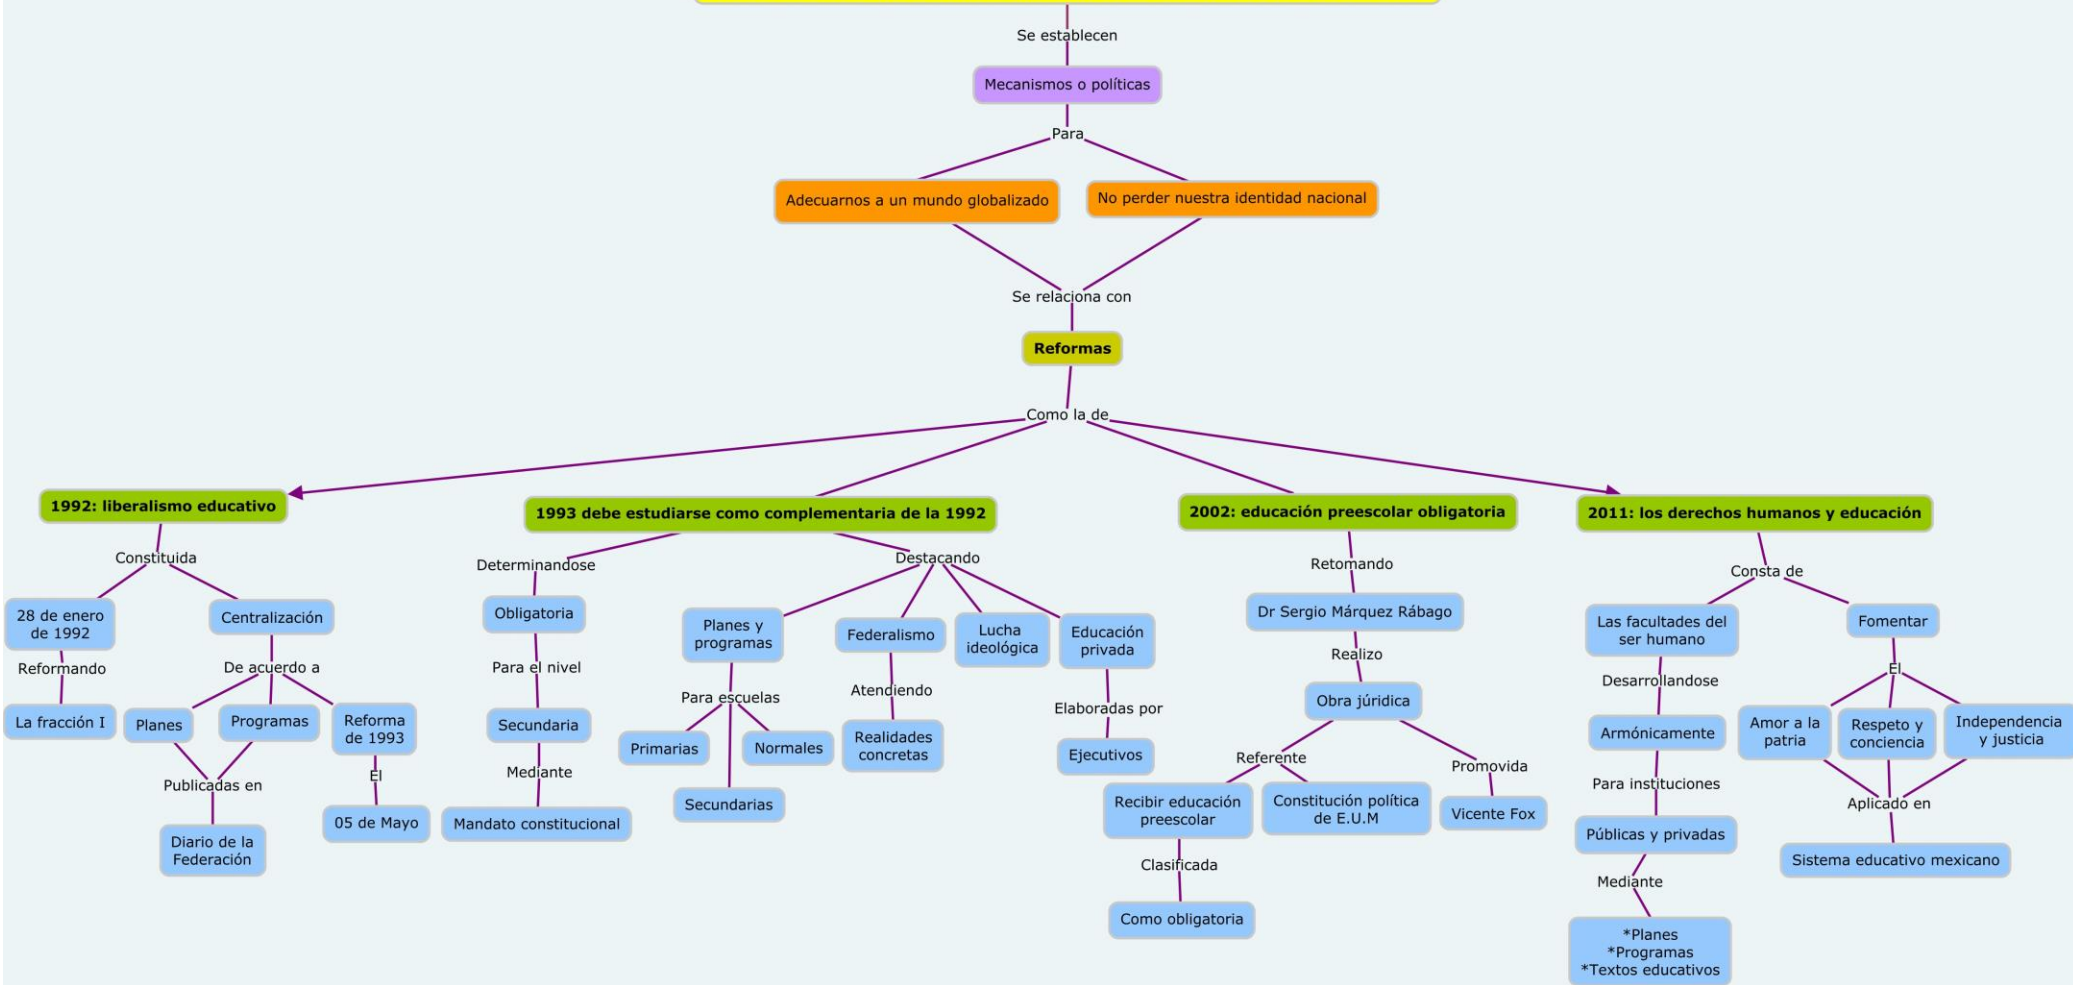 Se establecen
Mecanismos o políticas
Para
Adecuarnos a un mundo globalizado
No perder nuestra identidad nacional
Se relaciona con
Reformas
Como la de
1992: liberalismo educativo
Constituida
28 de enero
de 1992
Reformando
La fracción I
Centralización
De acuerdo a
Planes
Programas
Reforma
de 1993
Publicadas en
Diario de la
Federación
El
05 de Mayo
1993 debe estudiarse como complementaria de la 1992
Determinandose
Obligatoria
Para el nivel
Secundaria
Mediante
Mandato constitucional
Destacando
Planes y
programas
Para escuelas
Primarias
Secundarias
Normales
Federalismo
Atendiendo
Realidades
concretas
Lucha
ideológica
Educación
privada
Elaboradas por
Ejecutivos
2002: educación preescolar obligatoria
Retomando
Dr Sergio Márquez Rábago
Realizo
Obra júridica
Referente
Recibir educación
preescolar
Clasificada
Como obligatoria
Constitución política
de E.U.M
Promovida
Vicente Fox
2011: los derechos humanos y educación
Consta de
Las facultades del
ser humano
Desarrollandose
Armónicamente
Para instituciones
Públicas y privadas
Mediante
*Planes
*Programas
*Textos educativos
Fomentar
El
Amor a la
patria
Respeto y
conciencia
Independencia
y justicia
Aplicado en
Sistema educativo mexicano